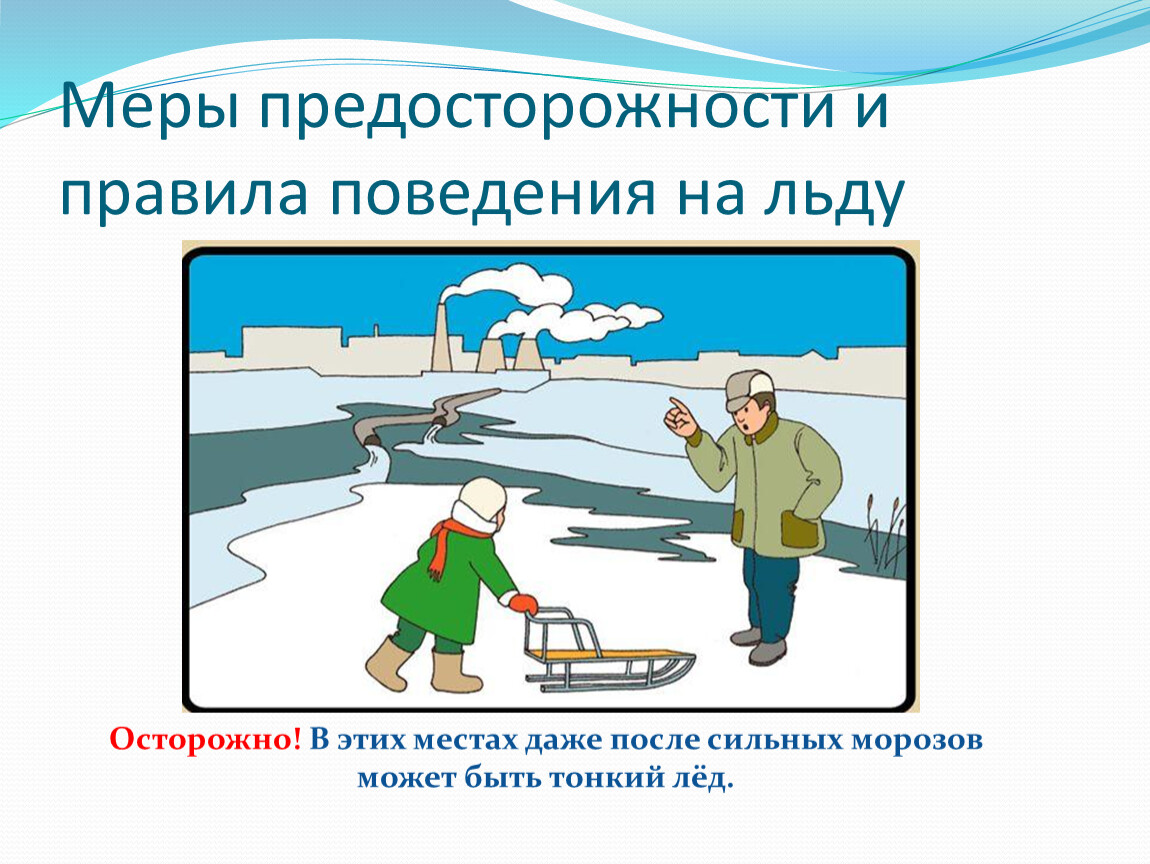 Меры предосторожности и
правила поведения на льду
Осторожно! В этих местах даже после сильных морозов
может быть тонкий лёд.